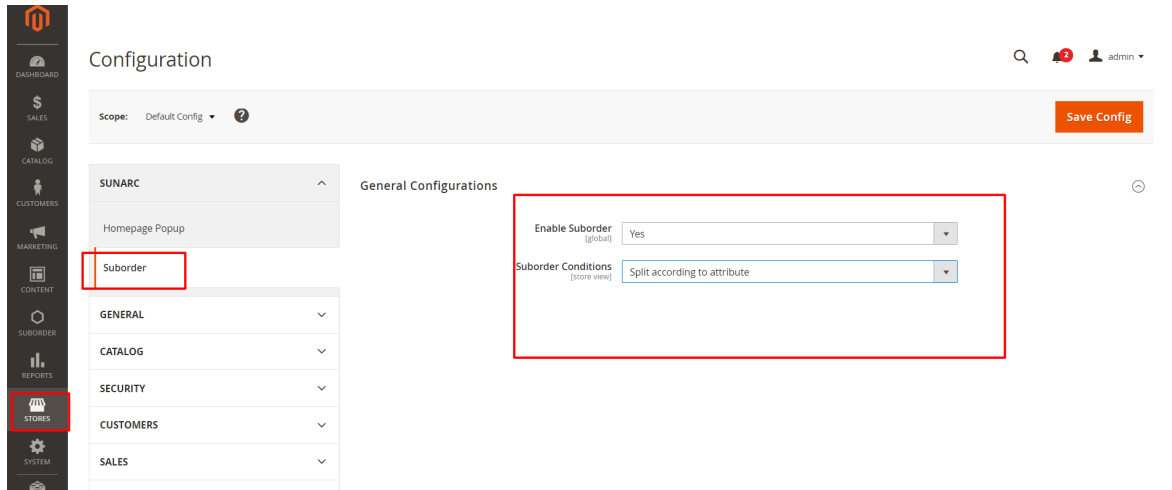 DASHBOARD
SALES
CATALOG
CUSTOMERS
MARKETING
CONTENT
SUBORDER
REPORTS
STORES
SYSTEM
Configuration
2
admin
Scope: Default Config ?
Save Config
SUNARC
Homepage Popup
Suborder
GENERAL
CATALOG
SECURITY
CUSTOMERS
SALES
General Configurations
Enable Suborder Yes
[global]
Suborder Conditions Split according to attribute
[store view]